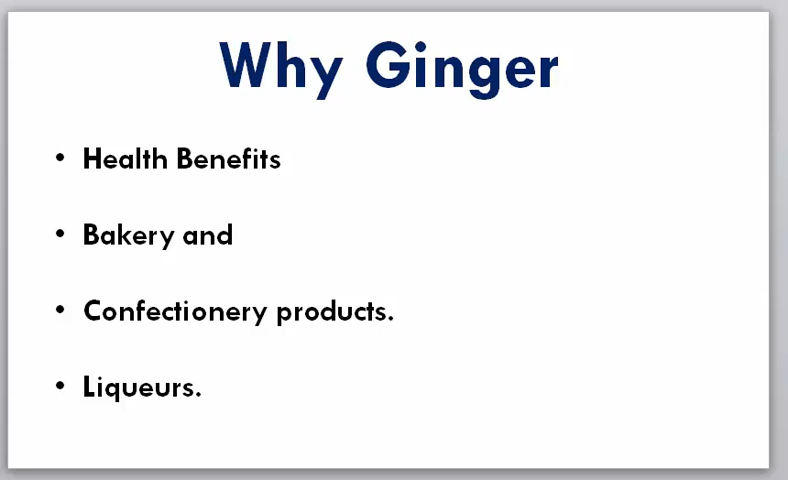 Why Ginger
• Health Benefits
• Bakery and
• Confectionery products.
• Liqueurs.